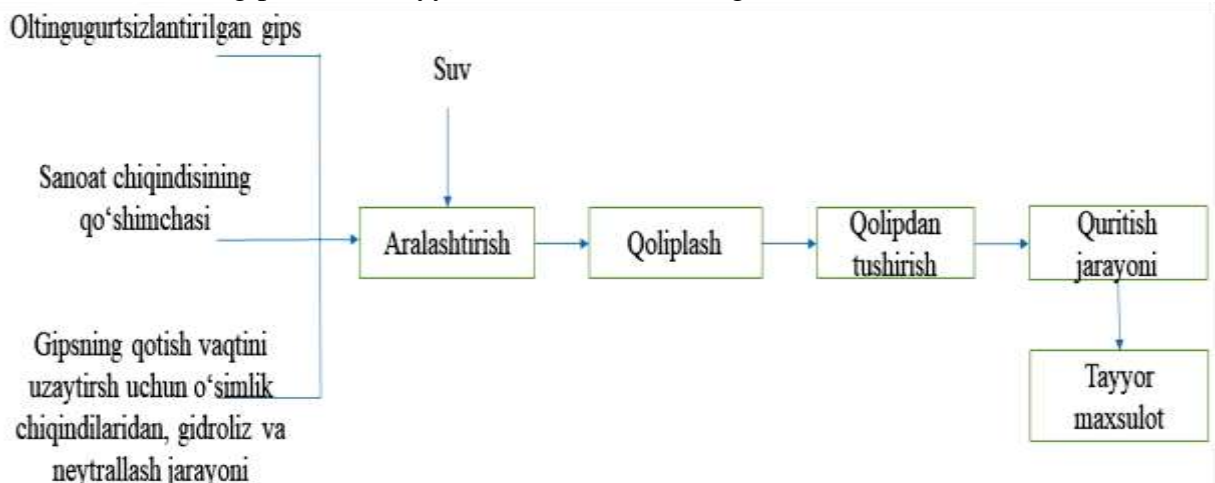 Oltingugurtsizlantirilgan gips
Suv
Sanoat chiqindisining
qo‘shimchasi
Aralashtirish
Qoliplash
Qolipdan
tushirish
Quritish
jarayoni
Gipsning qotish vaqtini
uzaytirsh uchun o‘simlik
chiqindilaridan, gidroliz va
neytrallash jarayoni
Tayyor
maxsulot